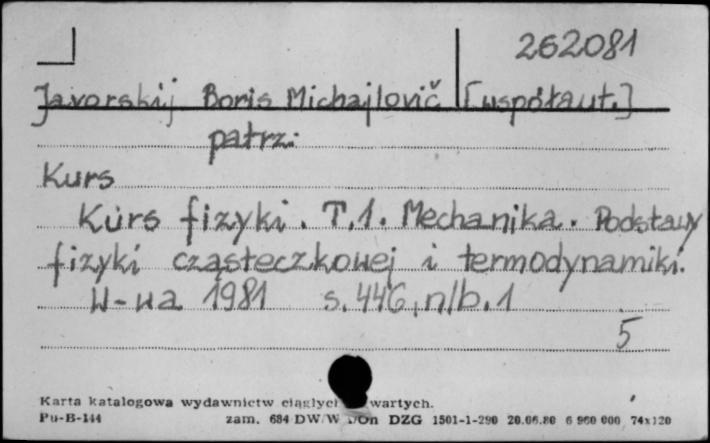 262081
Javorskij Boris Michajlovič [współaut.]
patrz:
Kurs
Kurs fizyki. T.1. Mechanika. Podstawy
fizyki cząsteczkowej i termodynamiki.
W-wa 1981 s. 446, nlb. 1
5
Karta katalogowa wydawnictw ciągłych wartych.
Pu-B-144 zam. 684 DW/W DZG 1501-1-290 20.06.80 6 960 000 74x120